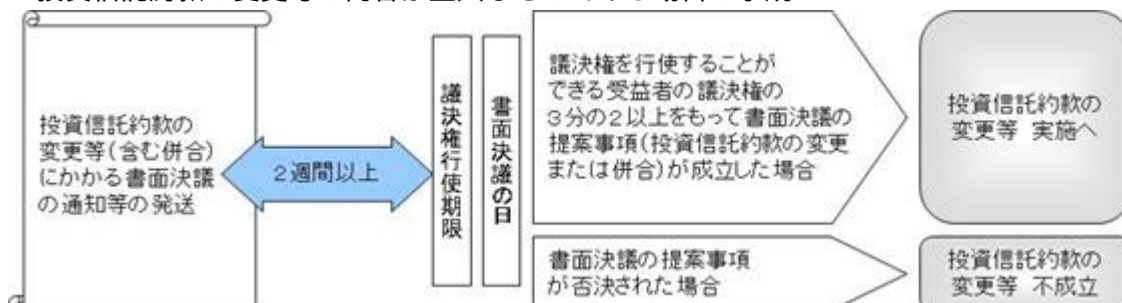 投資信託約款の
変更等(含む併合)
にかかる書面決議
の通知等の発送
2週間以上
議決権行使期限
書面決議の日
議決権を行使することが
できる受益者の議決権の
3分の2以上をもって書面決議の
提案事項(投資信託約款の変更
または併合)が成立した場合
投資信託約款の
変更等 実施へ
書面決議の提案事項
が否決された場合
投資信託約款の
変更等 不成立